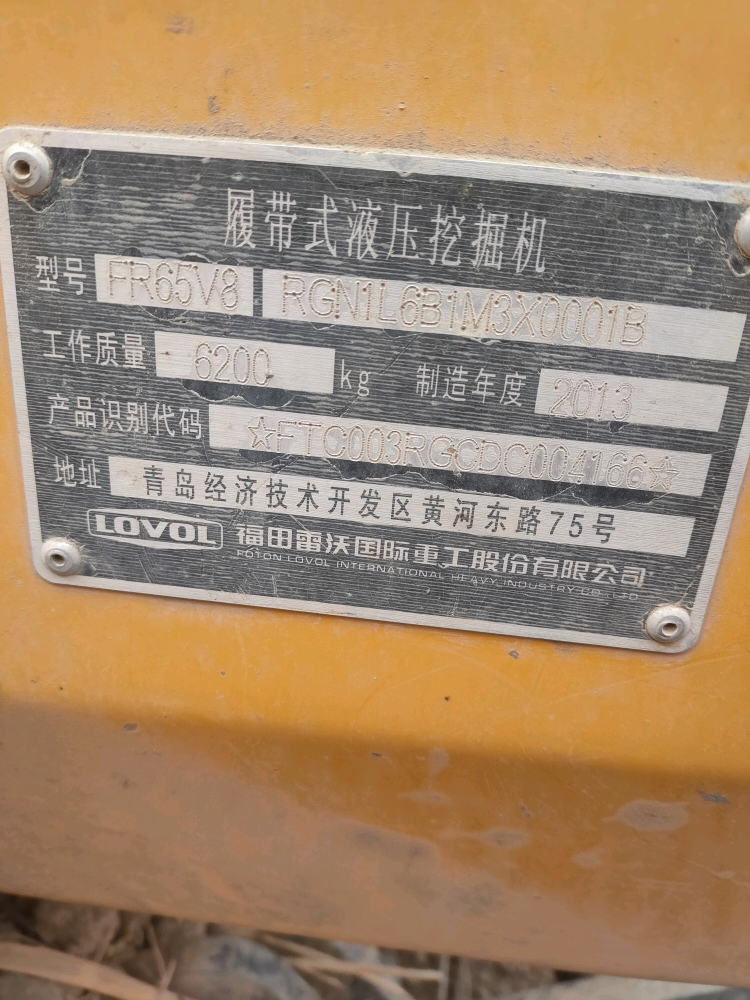 履带式液压挖掘机
型号 FR65V8 RGN1L6B1M3X0001B
工作质量 6200 kg 制造年度 2013
产品识别代码 ☆FTC003RGCDC004166☆
地址 青岛经济技术开发区黄河东路75号
LOVOL 福田雷沃国际重工股份有限公司
FOTON LOVOL INTERNATIONAL HEAVY INDUSTRY CO., LTD.